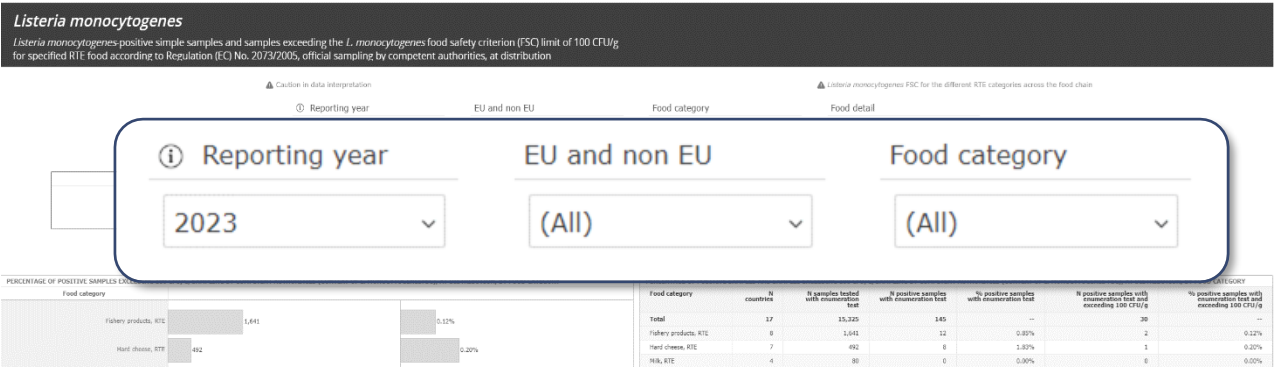 Listeria monocytogenes
Listeria monocytogenes-positive simple samples and samples exceeding the L. monocytogenes food safety criterion (FSC) limit of 100 CFU/g
for specified RTE food according to Regulation (EC) No. 2073/2005, official sampling by competent authorities, at distribution
Caution in data interpretation
Listeria monocytogenes FSC for the different RTE categories across the food chain
Reporting year EU and non EU Food category Food detail
Reporting year EU and non EU Food category
2023 (All) (All)
PERCENTAGE OF POSITIVE SAMPLES CATEGORY
Food category
Fishery products, RTE 1,641 0.12%
Hard cheese, RTE 492 0.20%
Food category N countries N samples tested with enumeration test N positive samples with enumeration test % positive samples with enumeration test N positive samples with enumeration test and exceeding 100 CFU/g % positive samples with enumeration test and exceeding 100 CFU/g
Total 17 15,325 145 -- 30 --
Fishery products, RTE 8 1,641 12 0.85% 2 0.12%
Hard cheese, RTE 7 492 8 1.83% 1 0.20%
Milk, RTE 4 80 0 0.00% 0 0.00%